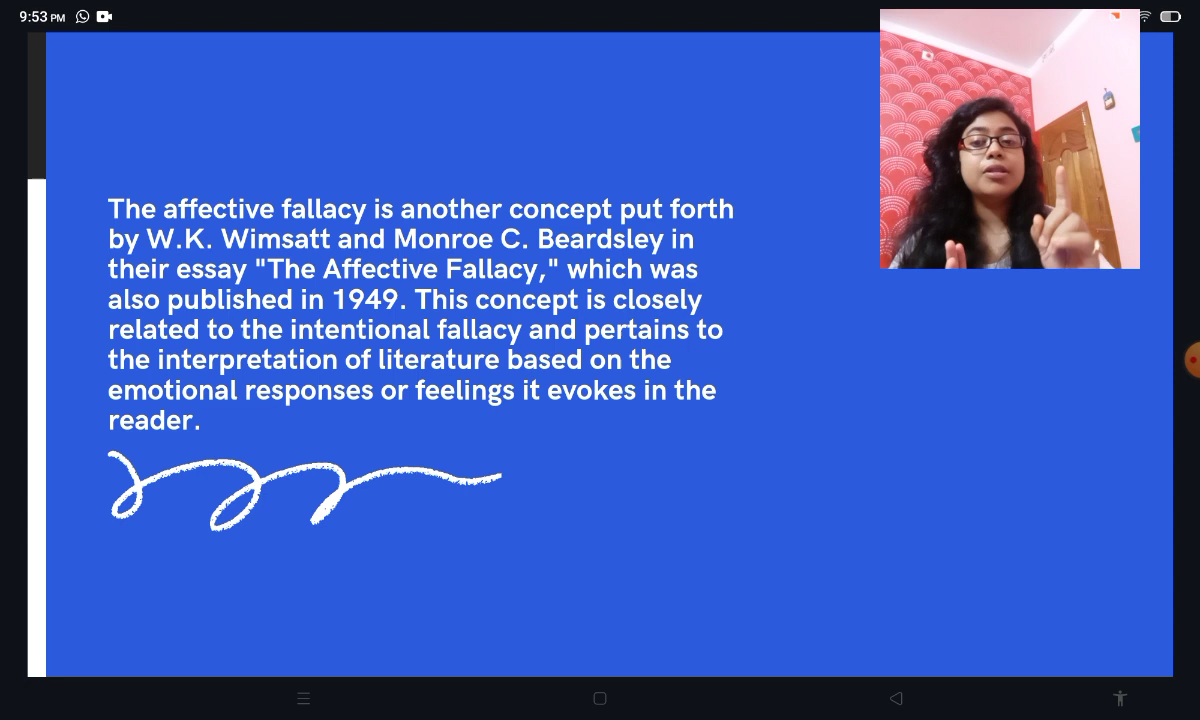 9:53 PM
The affective fallacy is another concept put forth
by W.K. Wimsatt and Monroe C. Beardsley in
their essay "The Affective Fallacy," which was
also published in 1949. This concept is closely
related to the intentional fallacy and pertains to
the interpretation of literature based on the
emotional responses or feelings it evokes in the
reader.